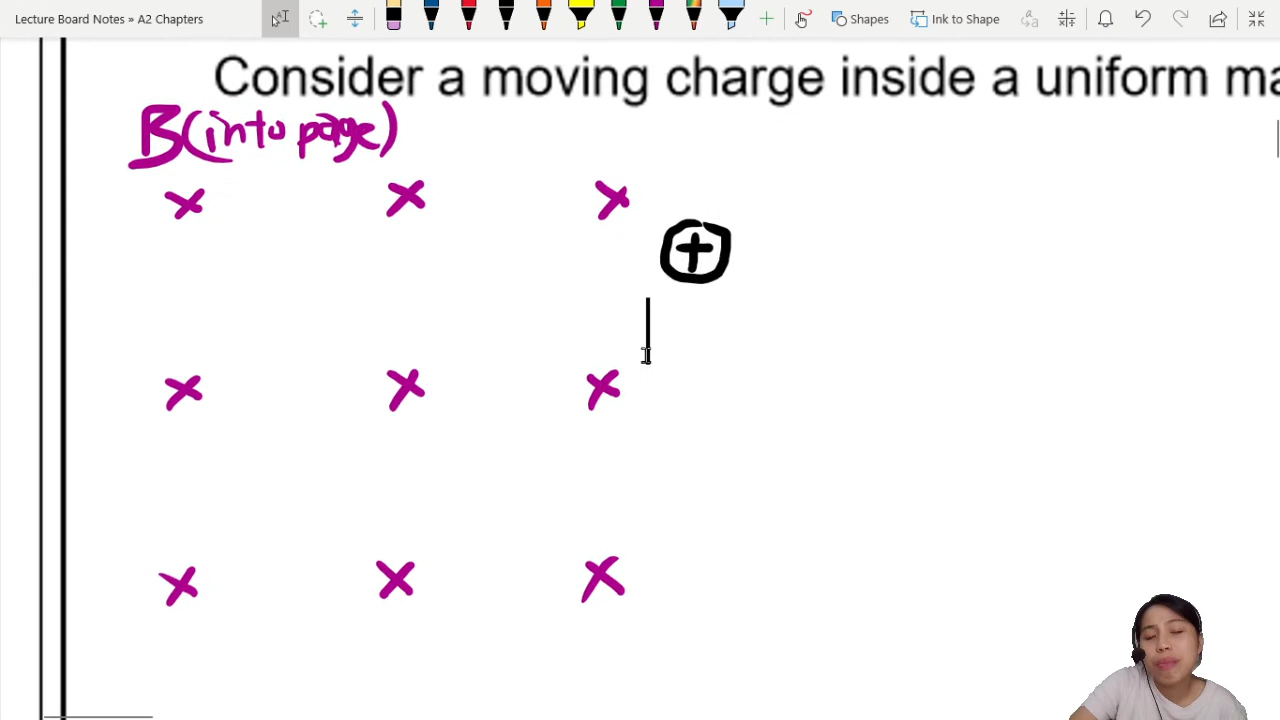 Lecture Board Notes » A2 Chapters
Shapes
Ink to Shape
Consider a moving charge inside a uniform ma
B (into page)
× × ×
+
× × ×
× × ×